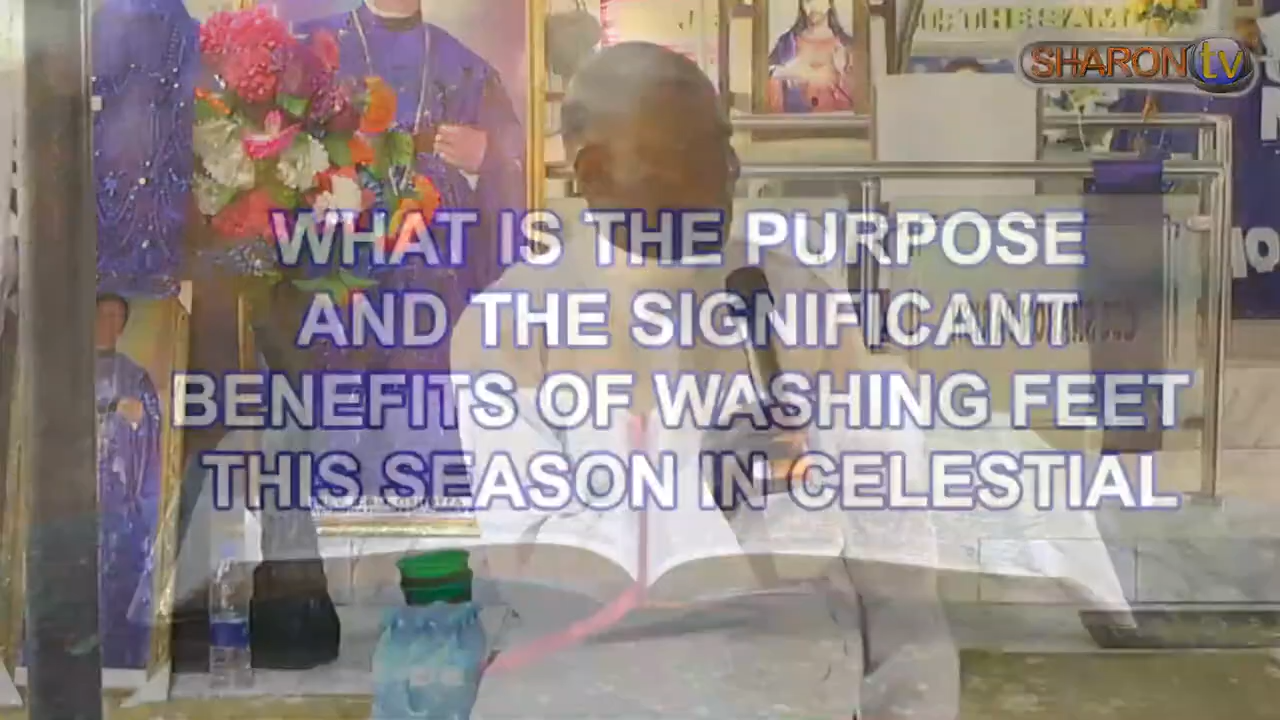 SHARON tv
WHAT IS THE PURPOSE
AND THE SIGNIFICANT
BENEFITS OF WASHING FEET
THIS SEASON IN CELESTIAL